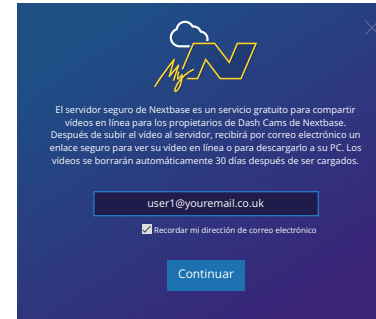 My N
El servidor seguro de Nextbase es un servicio gratuito para compartir
vídeos en línea para los propietarios de Dash Cams de Nextbase.
Después de subir el vídeo al servidor, recibirá por correo electrónico un
enlace seguro para ver su vídeo en línea o para descargarlo a su PC. Los
vídeos se borrarán automáticamente 30 días después de ser cargados.
user1@youremail.co.uk
Recordar mi dirección de correo electrónico
Continuar